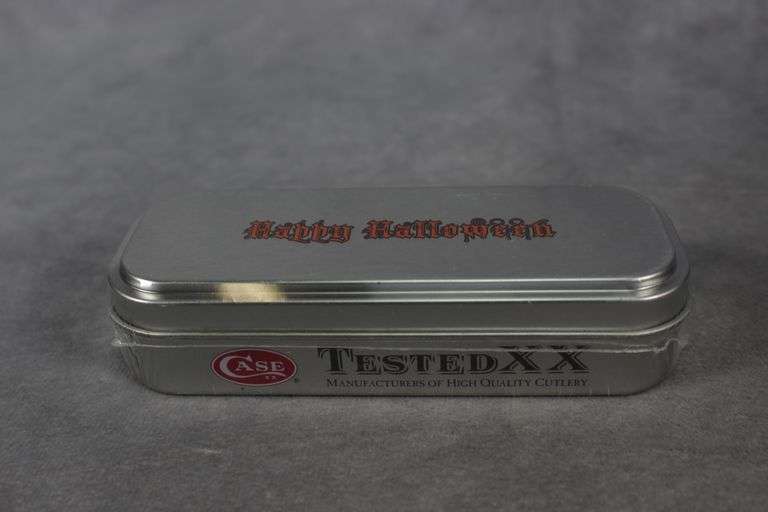 Happy Halloween
CASE
XX
®
TESTED XX
MANUFACTURERS OF HIGH QUALITY CUTLERY